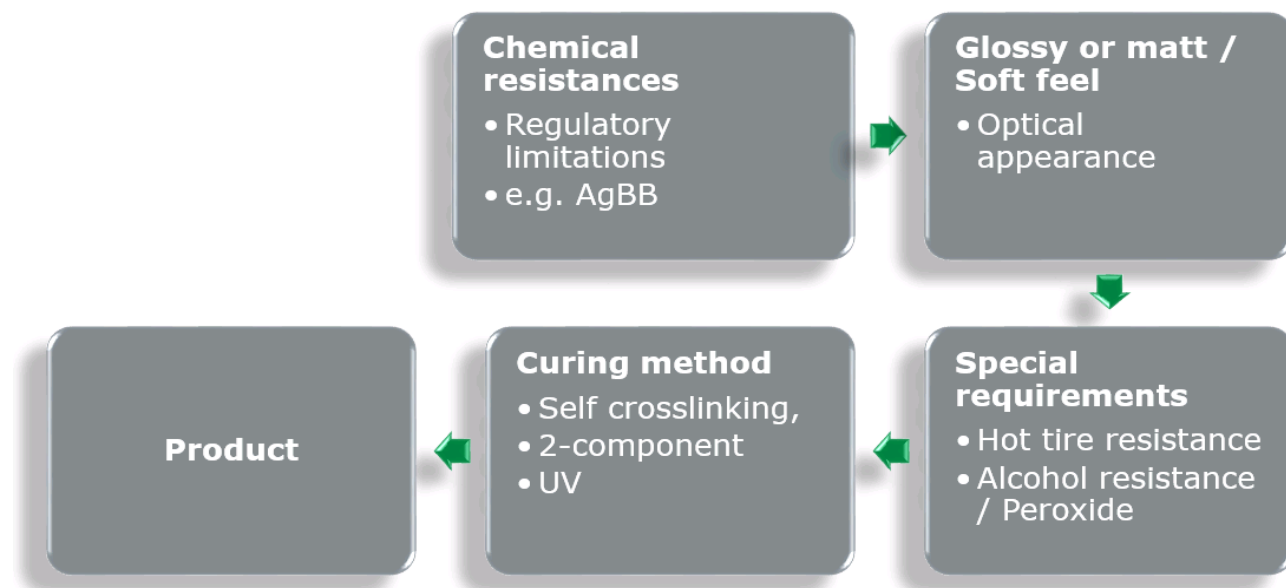 Chemical
resistances
• Regulatory
limitations
• e.g. AgBB
Glossy or matt /
Soft feel
• Optical
appearance
Special
requirements
• Hot tire resistance
• Alcohol resistance
/ Peroxide
Curing method
• Self crosslinking,
• 2-component
• UV
Product